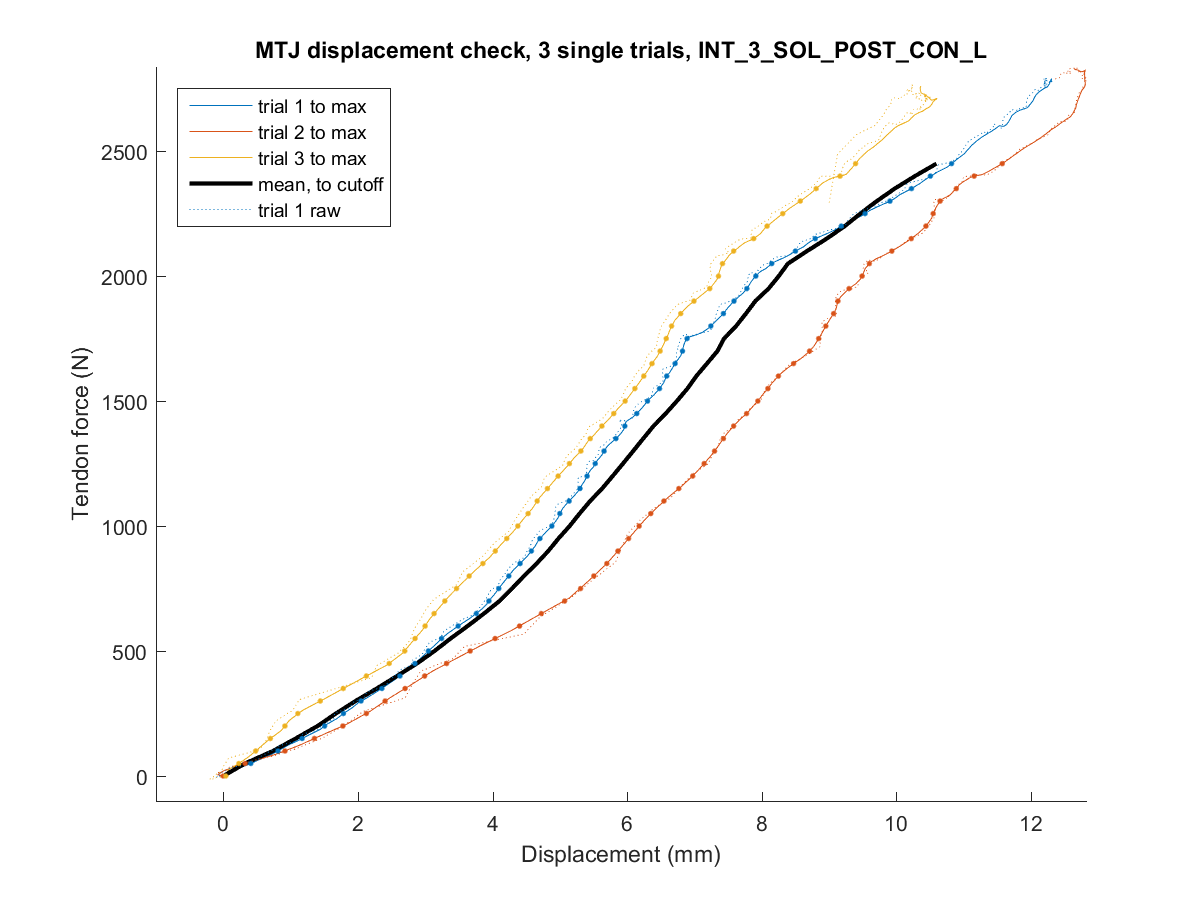 MTJ displacement check, 3 single trials, INT_3_SOL_POST_CON_L
trial 1 to max
trial 2 to max
trial 3 to max
mean, to cutoff
trial 1 raw
2500
2000
1500
1000
500
0
Tendon force (N)
0 2 4 6 8 10 12
Displacement (mm)